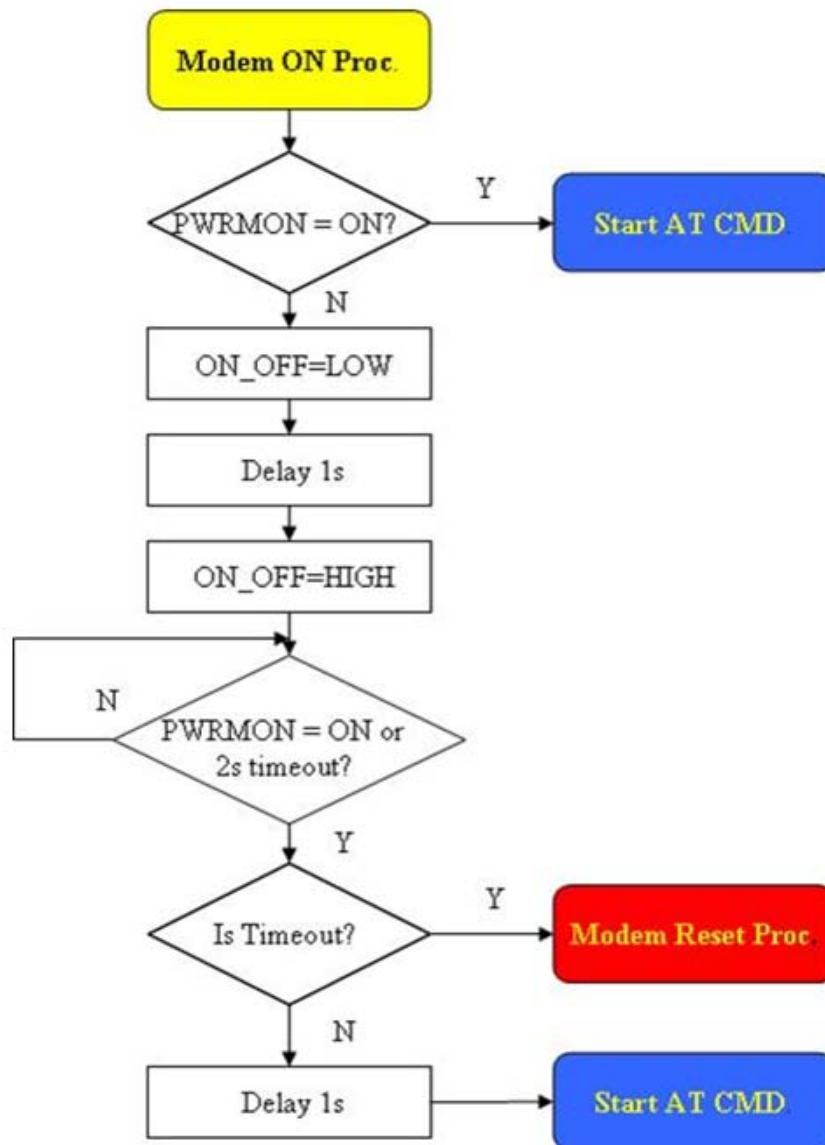 Modem ON Proc.
PWRMON = ON?
Y
Start AT CMD.
N
ON_OFF=LOW
Delay 1s
ON_OFF=HIGH
N
PWRMON = ON or
2s timeout?
Y
Is Timeout?
Y
Modem Reset Proc.
N
Delay 1s
Start AT CMD.